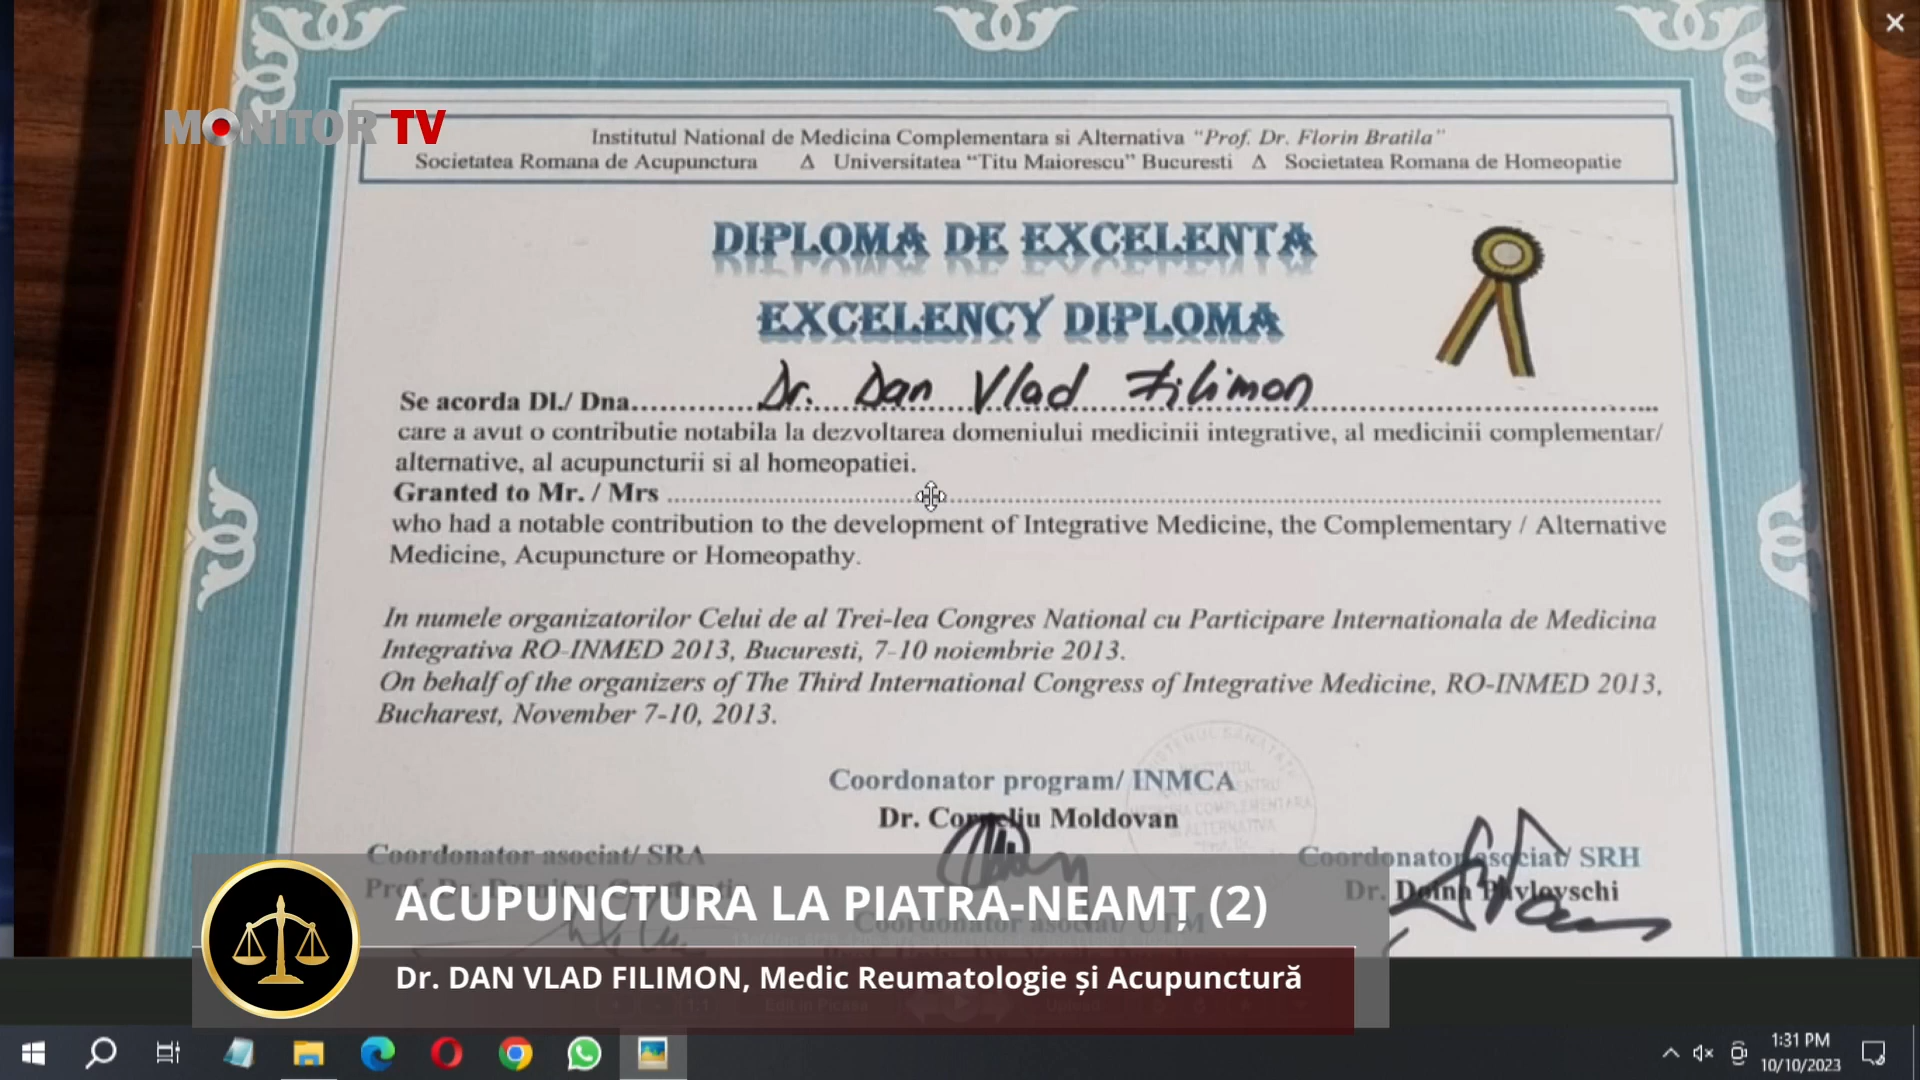 MONITOR TV
Institutul National de Medicina Complementara si Alternativa "Prof. Dr. Florin Bratila"
Societatea Romana de Acupunctura Δ Universitatea "Titu Maiorescu" Bucuresti Δ Societatea Romana de Homeopatie
DIPLOMA DE EXCELENTA
EXCELENCY DIPLOMA
Se acorda Dl./ Dna..........Dr. Dan Vlad Filimon..........
care a avut o contributie notabila la dezvoltarea domeniului medicinii integrative, al medicinii complementar/
alternative, al acupuncturii si al homeopatiei.
Granted to Mr. / Mrs ....................
who had a notable contribution to the development of Integrative Medicine, the Complementary / Alternative
Medicine, Acupuncture or Homeopathy.
In numele organizatorilor Celui de al Trei-lea Congres National cu Participare Internationala de Medicina
Integrativa RO-INMED 2013, Bucuresti, 7-10 noiembrie 2013.
On behalf of the organizers of The Third International Congress of Integrative Medicine, RO-INMED 2013,
Bucharest, November 7-10, 2013.
Coordonator program/ INMCA
Dr. Corneliu Moldovan
Coordonator asociat/ SRA
Coordonator asociat/ SRH
Prof. Dr. Dumitru Constantin
Dr. Doina Pavlovschi
Coordonator asociat/ UTM
ACUPUNCTURA LA PIATRA-NEAMȚ (2)
Dr. DAN VLAD FILIMON, Medic Reumatologie și Acupunctură
1:31 PM
10/10/2023